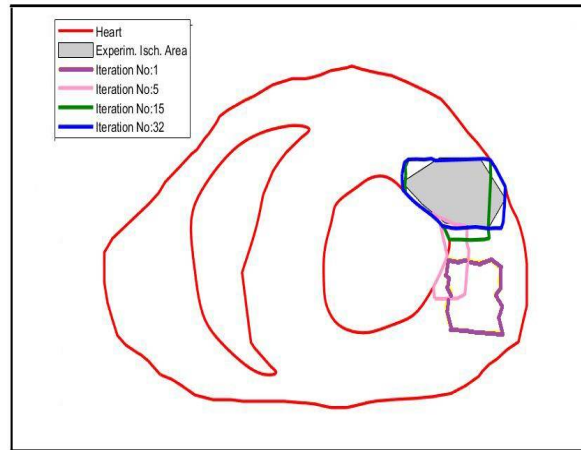 Heart
Experim. Isch. Area
Iteration No:1
Iteration No:5
Iteration No:15
Iteration No:32